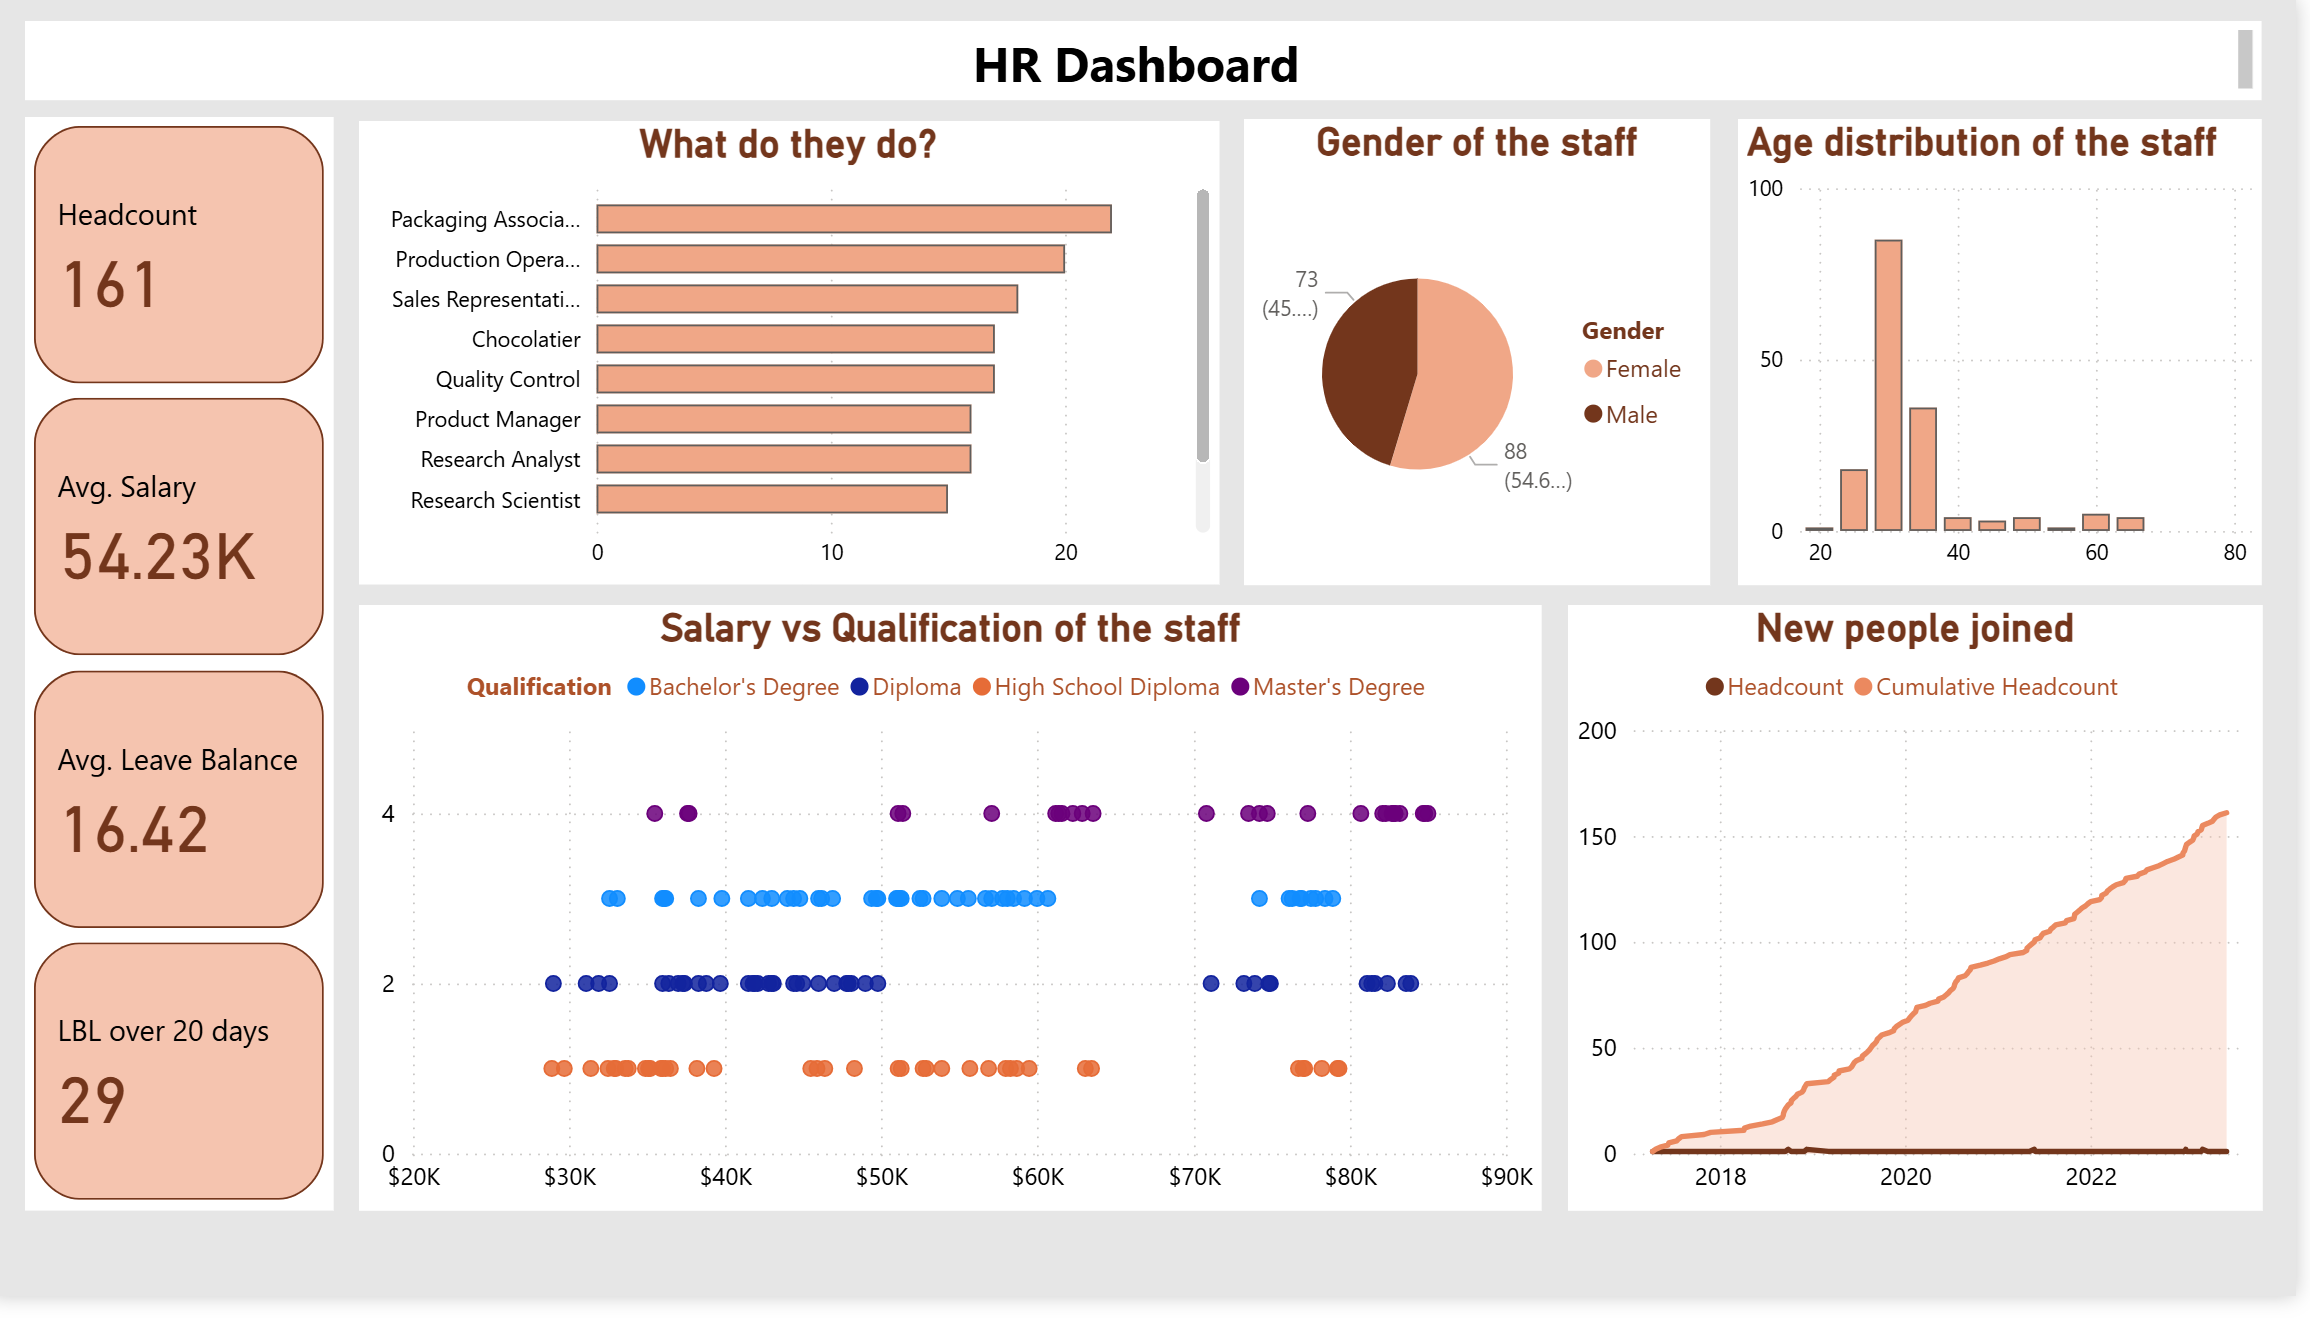 HR Dashboard
Headcount
161
Avg. Salary
54.23K
Avg. Leave Balance
16.42
LBL over 20 days
29
What do they do?
Packaging Associa...
Production Opera...
Sales Representati...
Chocolatier
Quality Control
Product Manager
Research Analyst
Research Scientist
0 10 20
Gender of the staff
73
(45....)
88
(54.6...)
Gender
Female
Male
Age distribution of the staff
100
50
0
20 40 60 80
Salary vs Qualification of the staff
Qualification Bachelor's Degree Diploma High School Diploma Master's Degree
4
2
0
$20K $30K $40K $50K $60K $70K $80K $90K
New people joined
Headcount Cumulative Headcount
200
150
100
50
0
2018 2020 2022